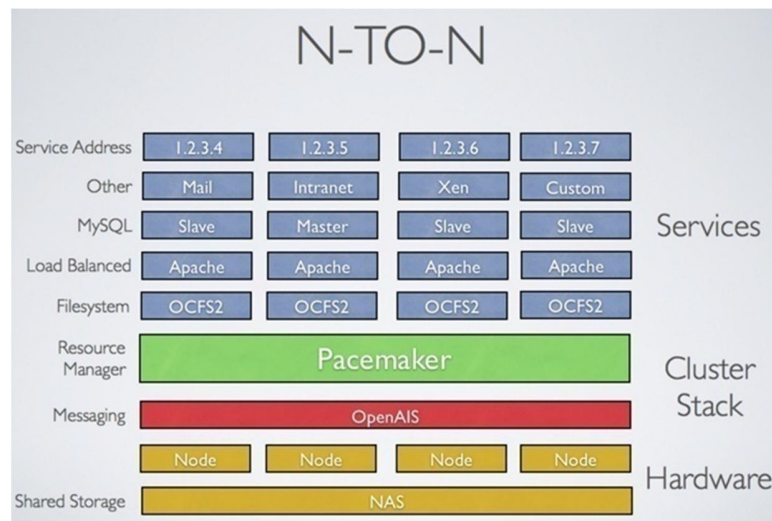 N-TO-N
Service Address 1.2.3.4 1.2.3.5 1.2.3.6 1.2.3.7
Other Mail Intranet Xen Custom
MySQL Slave Master Slave Slave
Services
Load Balanced Apache Apache Apache Apache
Filesystem OCFS2 OCFS2 OCFS2 OCFS2
Resource
Manager
Pacemaker
Cluster
Stack
Messaging OpenAIS
Node Node Node Node
Hardware
Shared Storage NAS